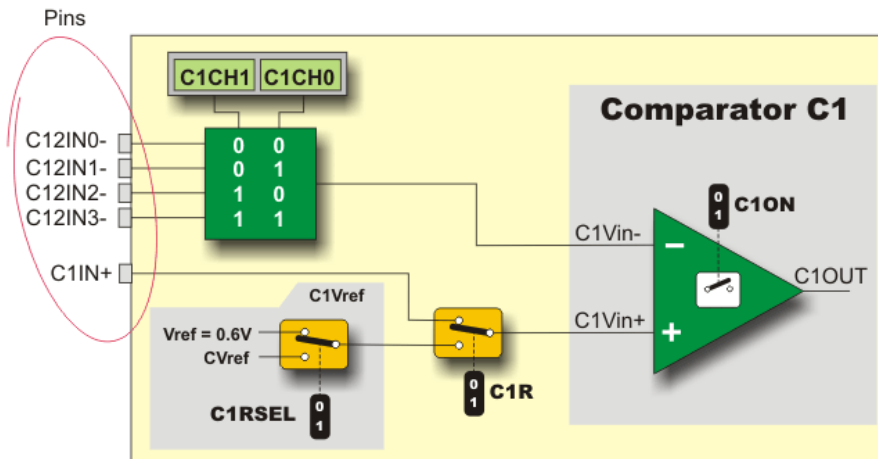 Pins
C1CH1 C1CH0
Comparator C1
C12IN0-
C12IN1-
C12IN2-
C12IN3-
0 0
0 1
1 0
1 1
0
1
C1ON
C1Vin-
−
C1OUT
C1IN+
C1Vref
Vref = 0.6V
CVref
C1Vin+
+
0
1
C1R
C1RSEL
0
1